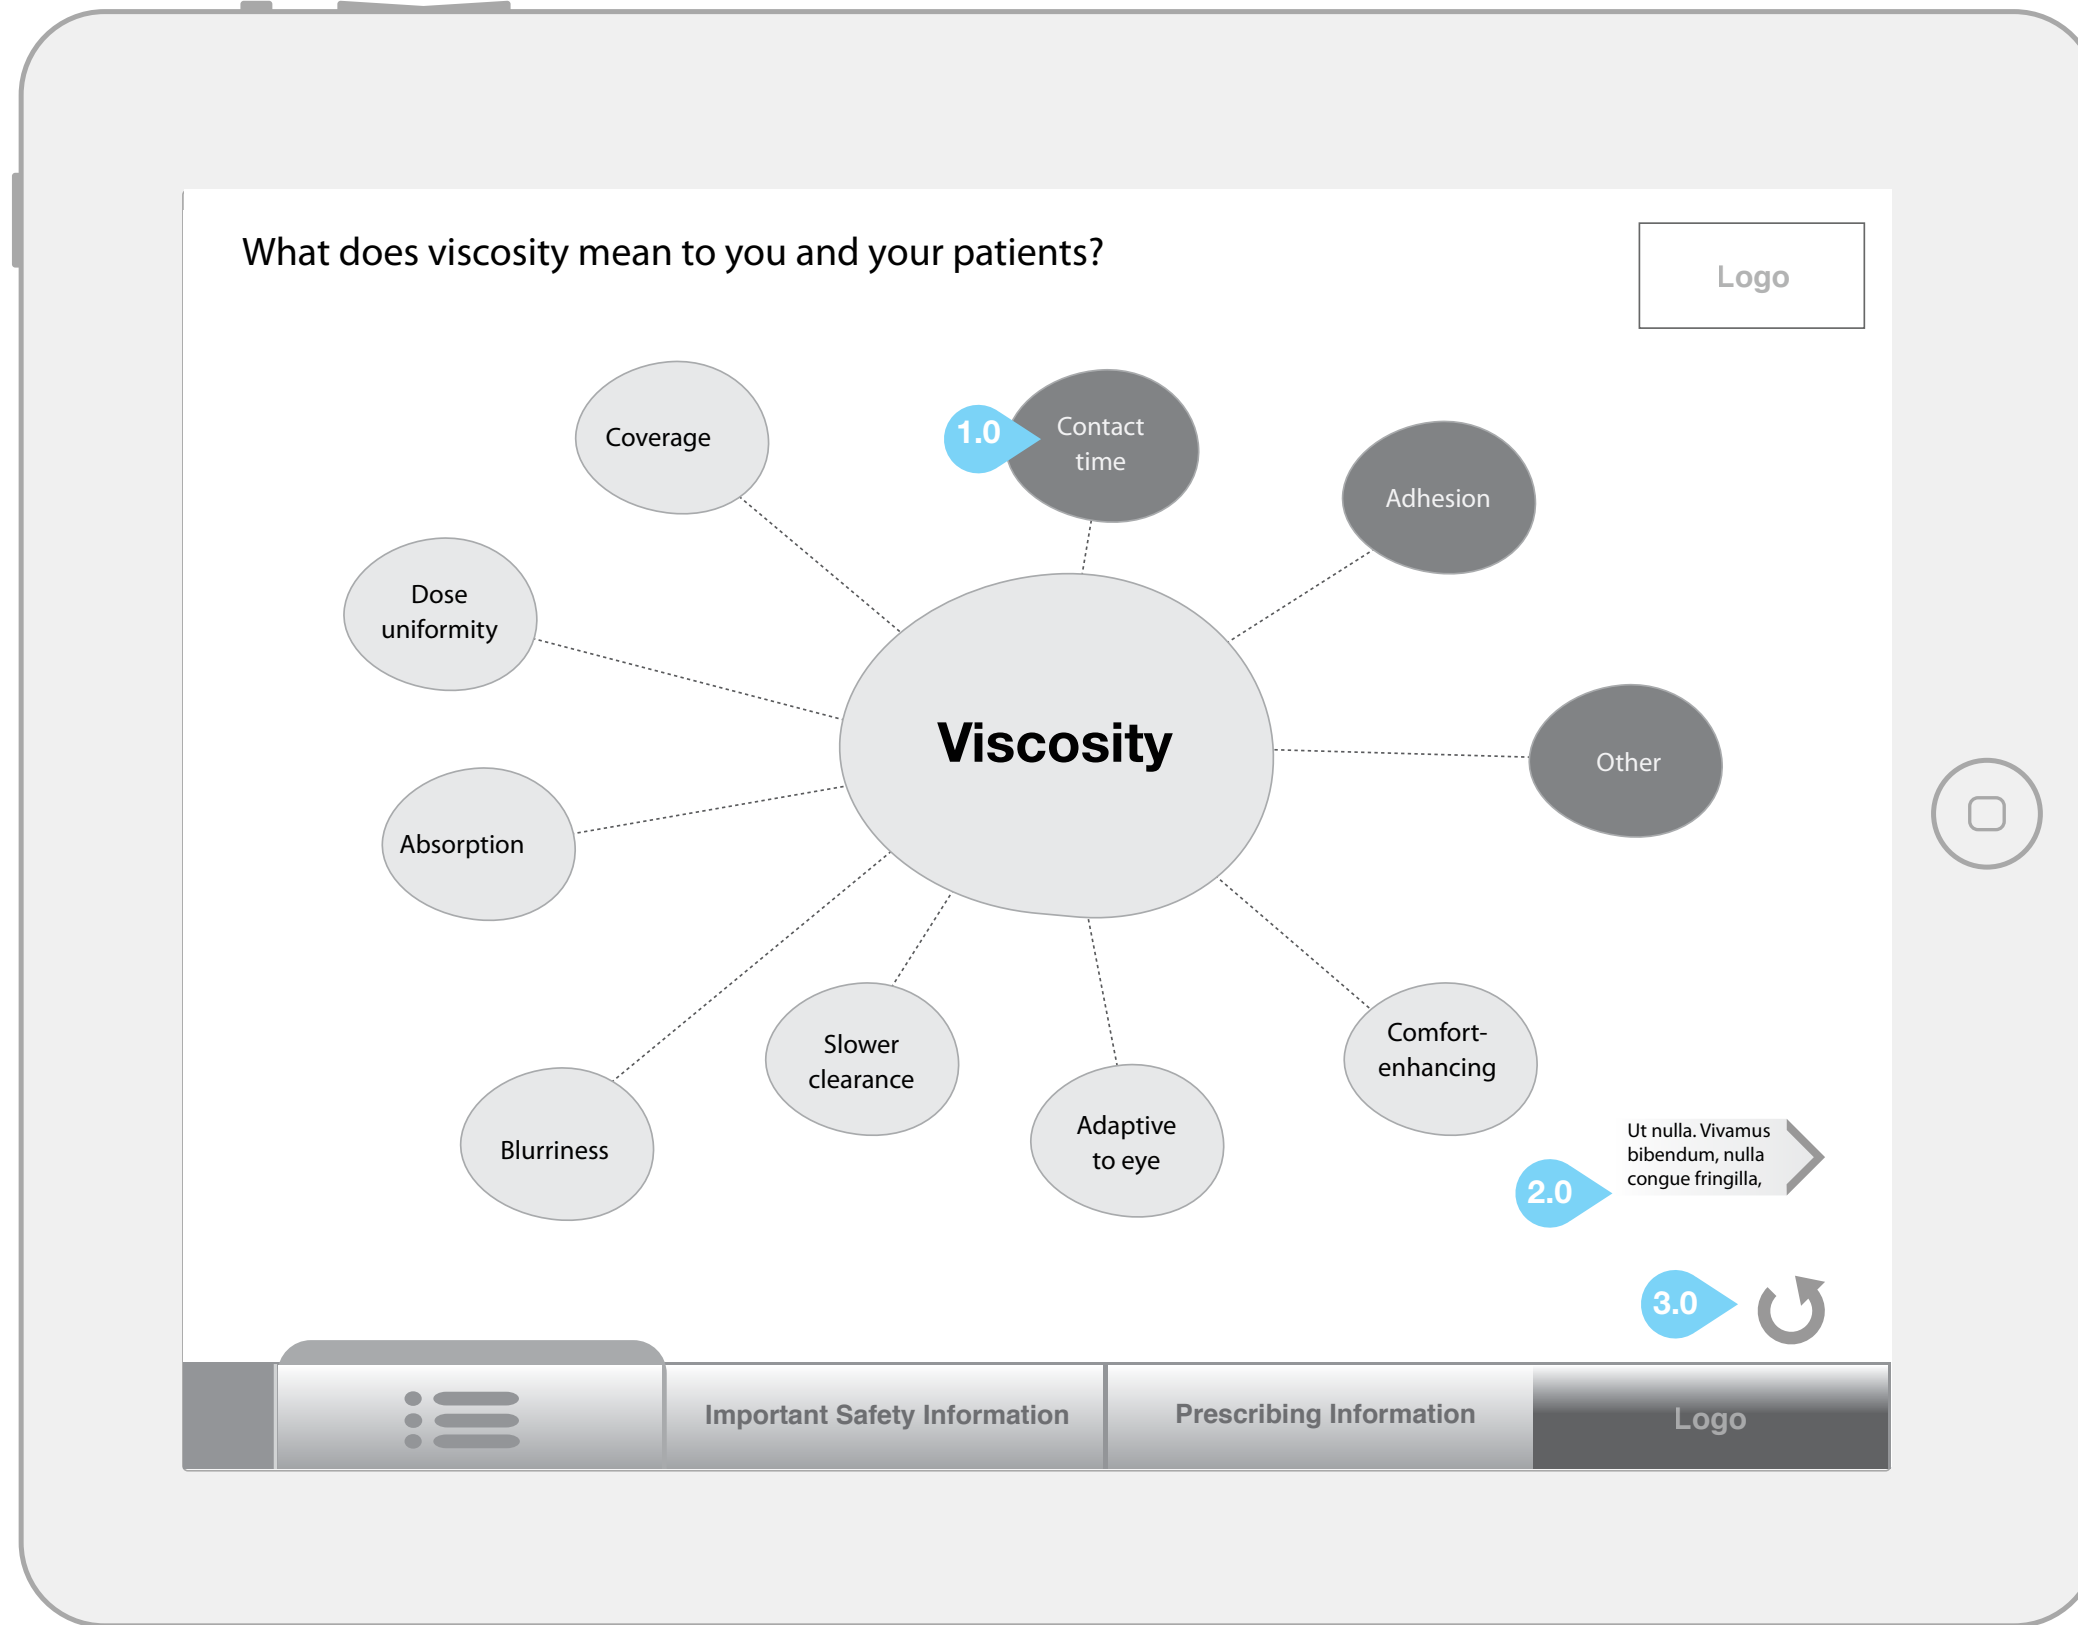 What does viscosity mean to you and your patients?
Logo
Coverage
1.0
Contact
time
Adhesion
Dose
uniformity
Viscosity
Other
Absorption
Slower
clearance
Comfort-
enhancing
Blurriness
Adaptive
to eye
Ut nulla. Vivamus
bibendum, nulla
congue fringilla,
2.0
3.0
Important Safety Information
Prescribing Information
Logo